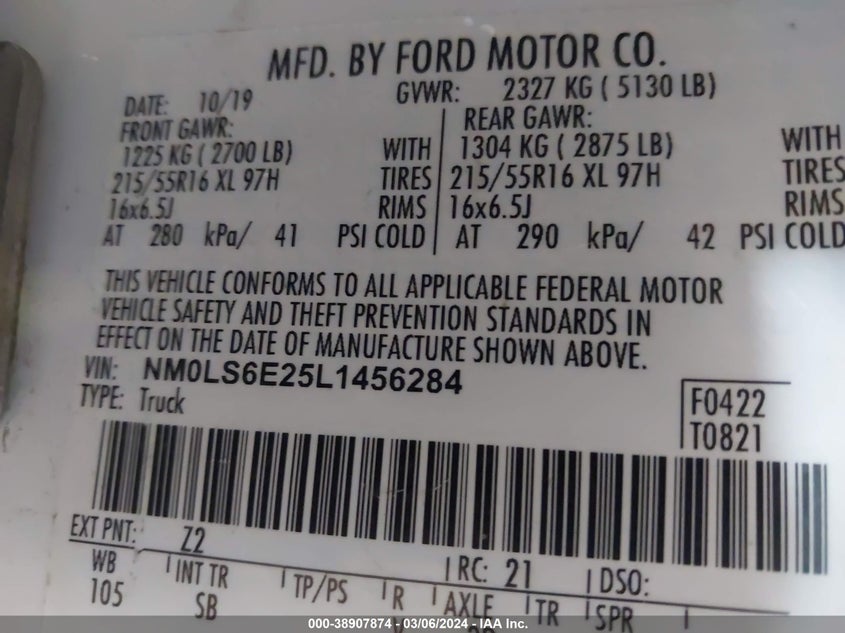 MFD. BY FORD MOTOR CO.
DATE: 10/19 GVWR: 2327 KG ( 5130 LB)
FRONT GAWR: REAR GAWR:
1225 KG ( 2700 LB) WITH 1304 KG ( 2875 LB) WITH
215/55R16 XL 97H TIRES 215/55R16 XL 97H TIRES
16x6.5J RIMS 16x6.5J RIMS
AT 280 kPa/ 41 PSI COLD AT 290 kPa/ 42 PSI COLD
THIS VEHICLE CONFORMS TO ALL APPLICABLE FEDERAL MOTOR
VEHICLE SAFETY AND THEFT PREVENTION STANDARDS IN
EFFECT ON THE DATE OF MANUFACTURE SHOWN ABOVE.
VIN: NM0LS6E25L1456284
TYPE: Truck
F0422
T0821
EXT PNT: Z2 RC: 21 DSO:
WB INT TR TP/PS R AXLE TR SPR
105 SB
000-38907874 - 03/06/2024 - IAA Inc.